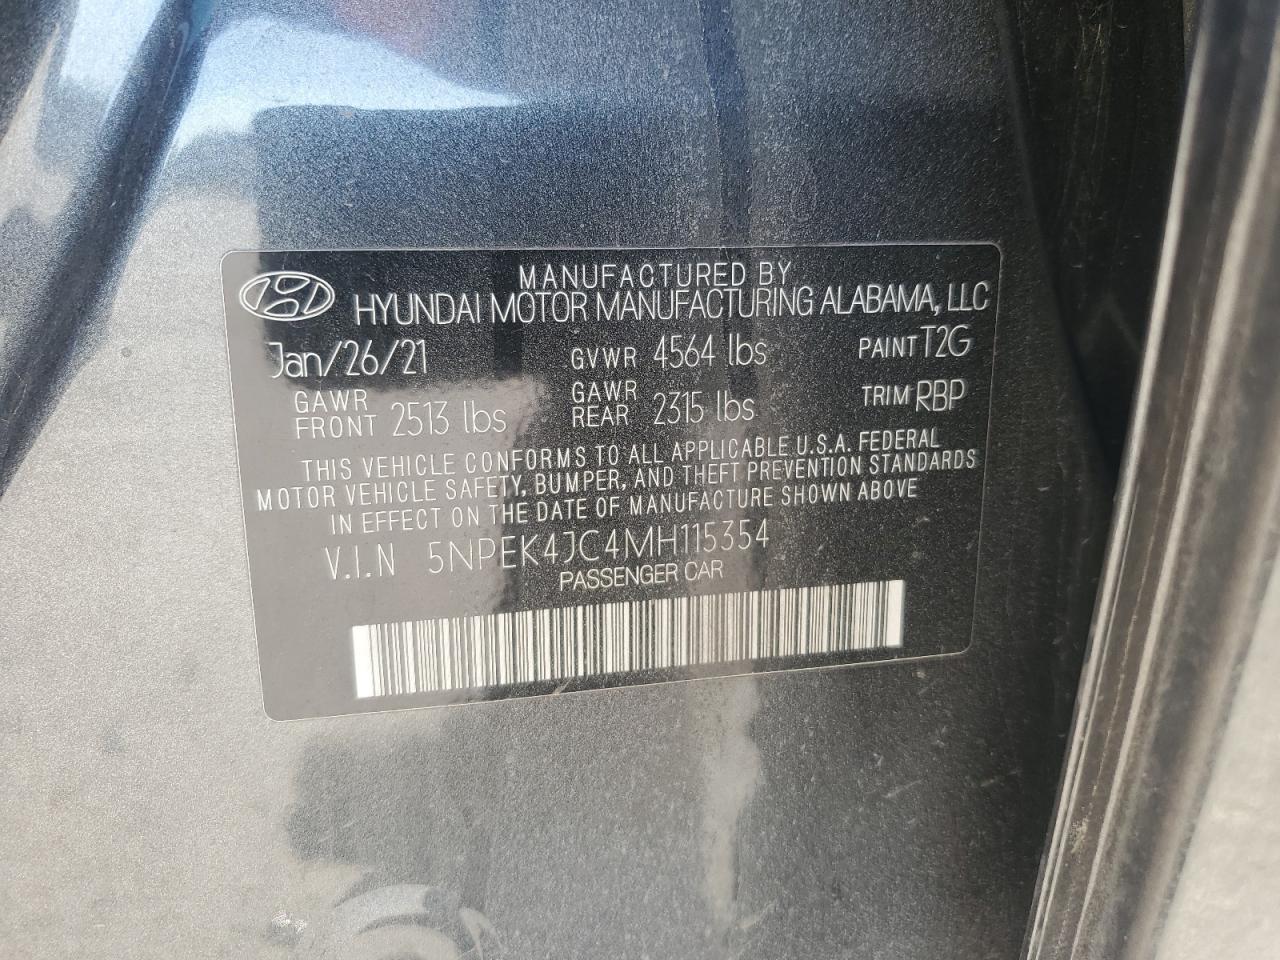 MANUFACTURED BY
HYUNDAI MOTOR MANUFACTURING ALABAMA, LLC
Jan/26/21 GVWR 4564 lbs PAINT T2G
GAWR FRONT 2513 lbs GAWR REAR 2315 lbs TRIM RBP
THIS VEHICLE CONFORMS TO ALL APPLICABLE U.S.A. FEDERAL
MOTOR VEHICLE SAFETY, BUMPER, AND THEFT PREVENTION STANDARDS
IN EFFECT ON THE DATE OF MANUFACTURE SHOWN ABOVE
V.I.N 5NPEK4JC4MH115354
PASSENGER CAR